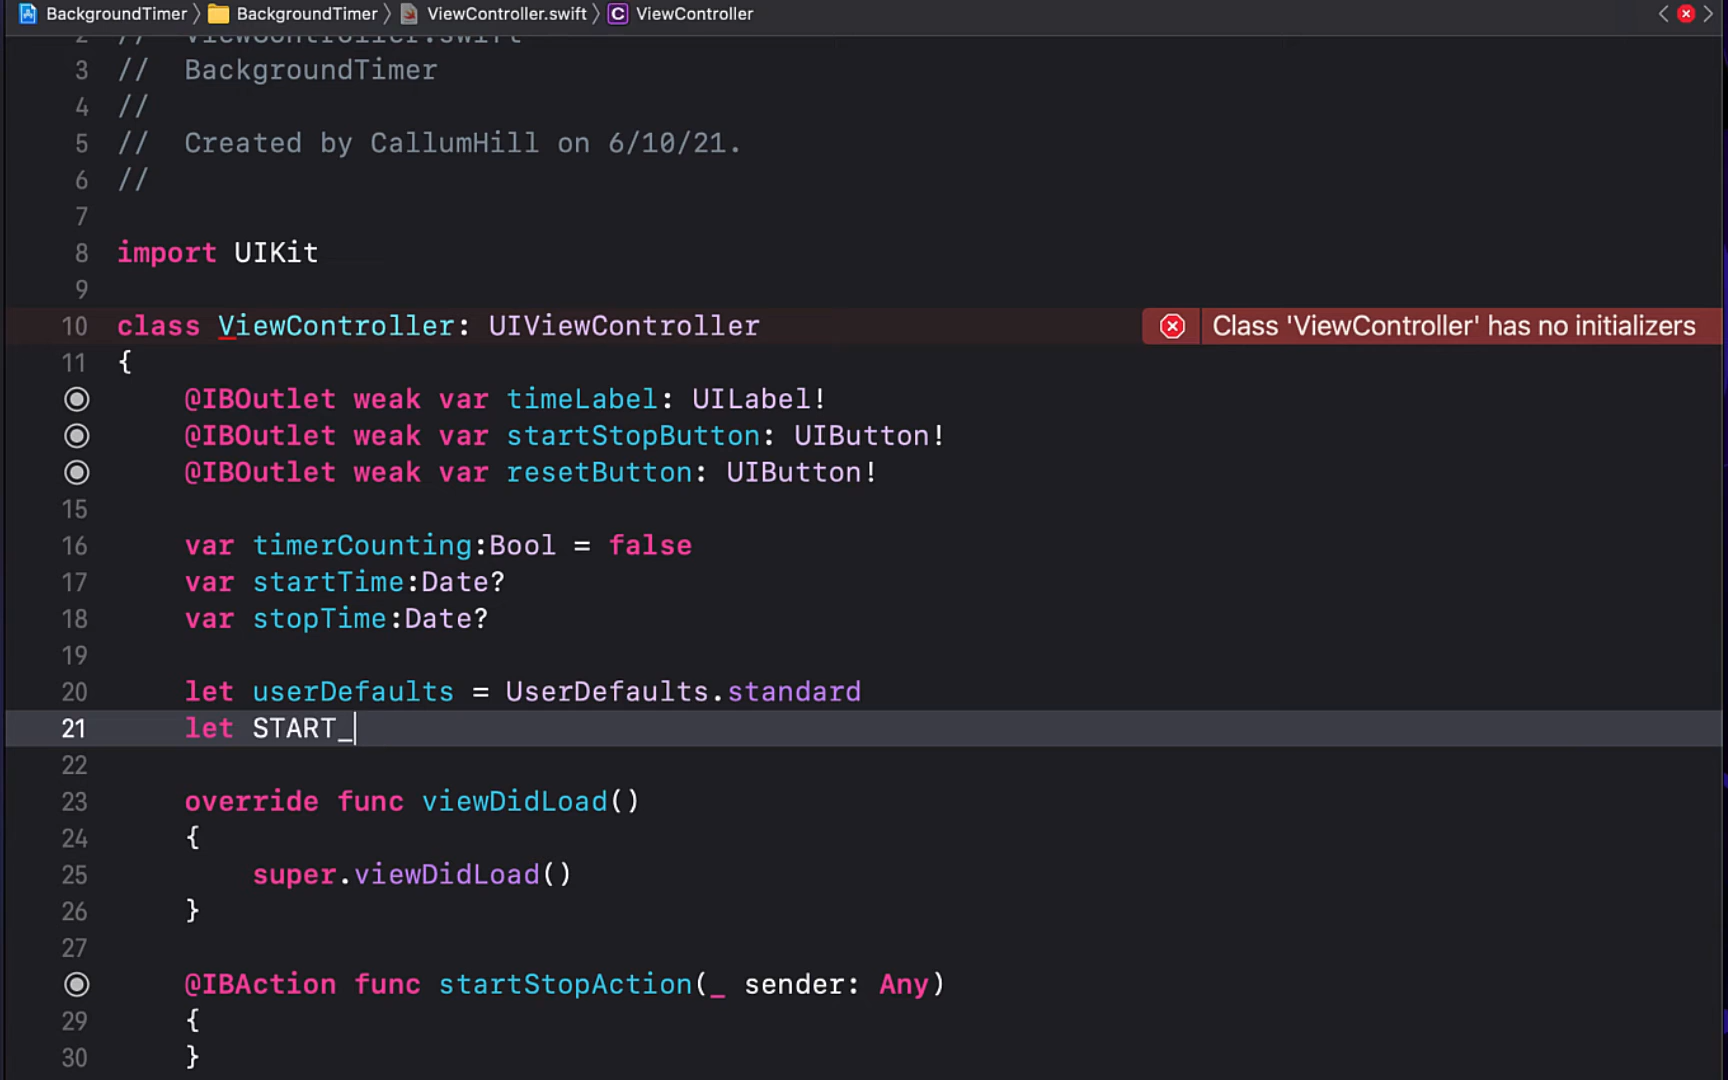 BackgroundTimer 〉 BackgroundTimer 〉 ViewController.swift 〉 C ViewController
2 // ViewController.swift
3 // BackgroundTimer
4 //
5 // Created by CallumHill on 6/10/21.
6 //
7
8 import UIKit
9
10 class ViewController: UIViewController Class 'ViewController' has no initializers
11 {
@IBOutlet weak var timeLabel: UILabel!
@IBOutlet weak var startStopButton: UIButton!
@IBOutlet weak var resetButton: UIButton!
15
16 var timerCounting:Bool = false
17 var startTime:Date?
18 var stopTime:Date?
19
20 let userDefaults = UserDefaults.standard
21 let START_
22
23 override func viewDidLoad()
24 {
25 super.viewDidLoad()
26 }
27
@IBAction func startStopAction(_ sender: Any)
29 {
30 }